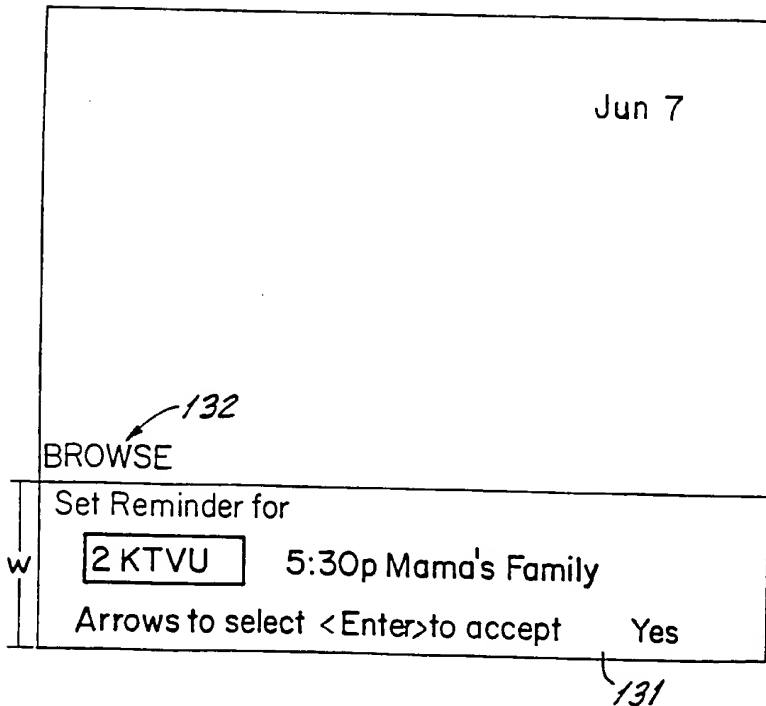 Jun 7
132
BROWSE
Set Reminder for
W
2 KTVU 5:30p Mama's Family
Arrows to select <Enter>to accept Yes
131